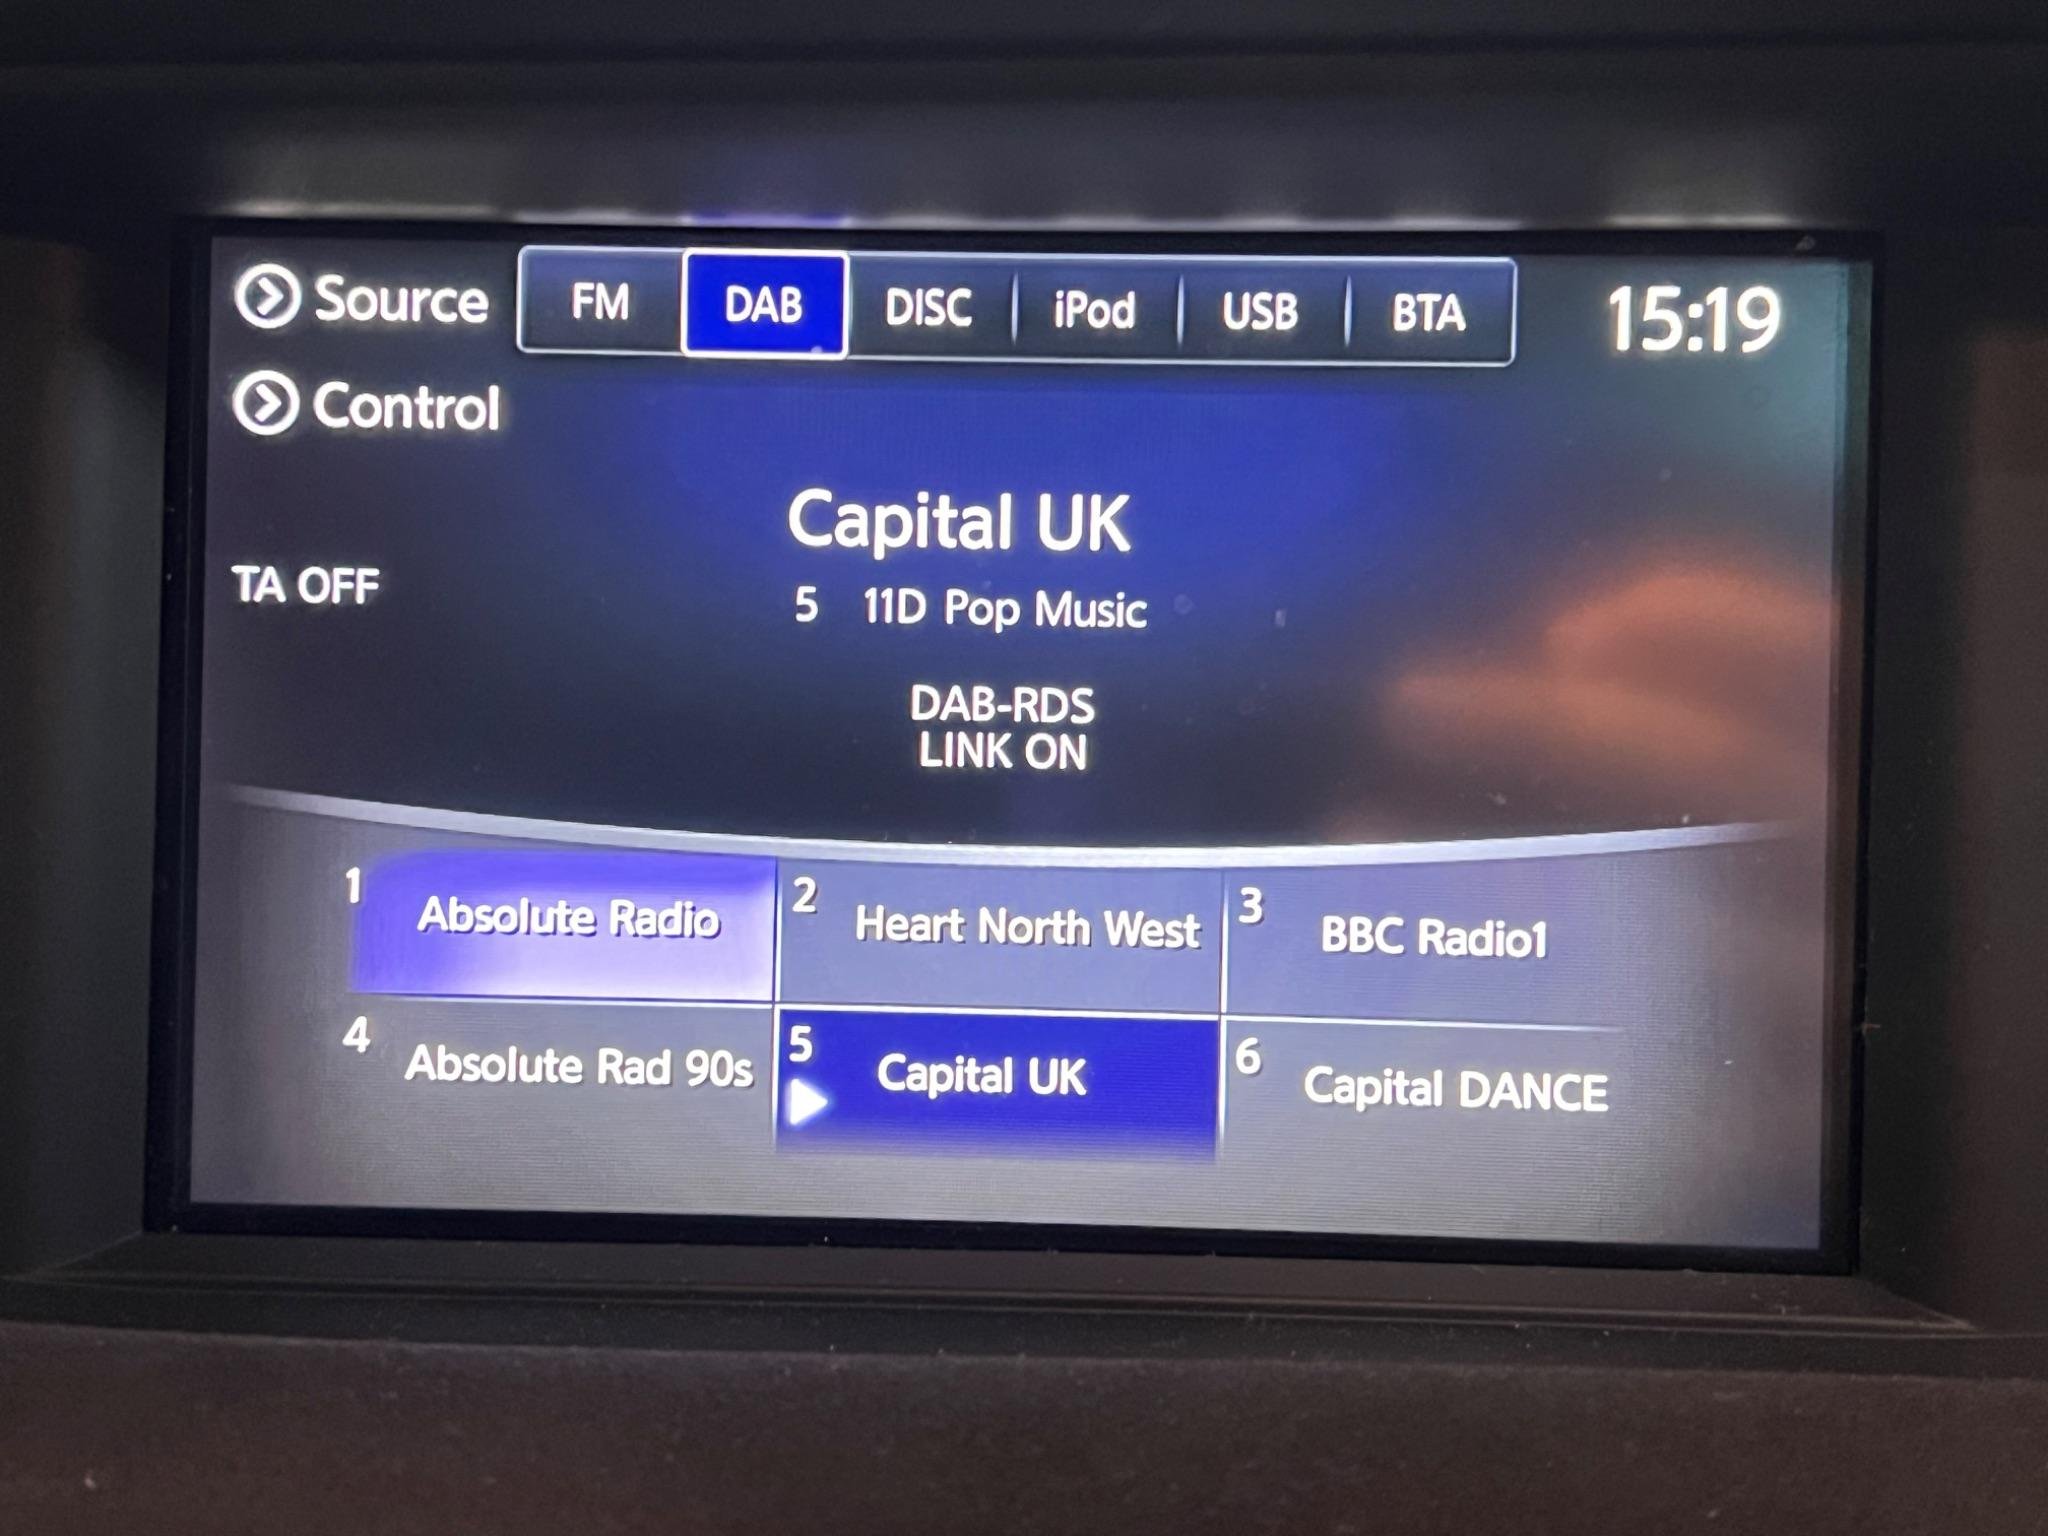 Source FM DAB DISC iPod USB BTA 15:19
Control
Capital UK
TA OFF
5 11D Pop Music
DAB-RDS
LINK ON
1 Absolute Radio 2 Heart North West 3 BBC Radio1
4 Absolute Rad 90s 5 Capital UK 6 Capital DANCE